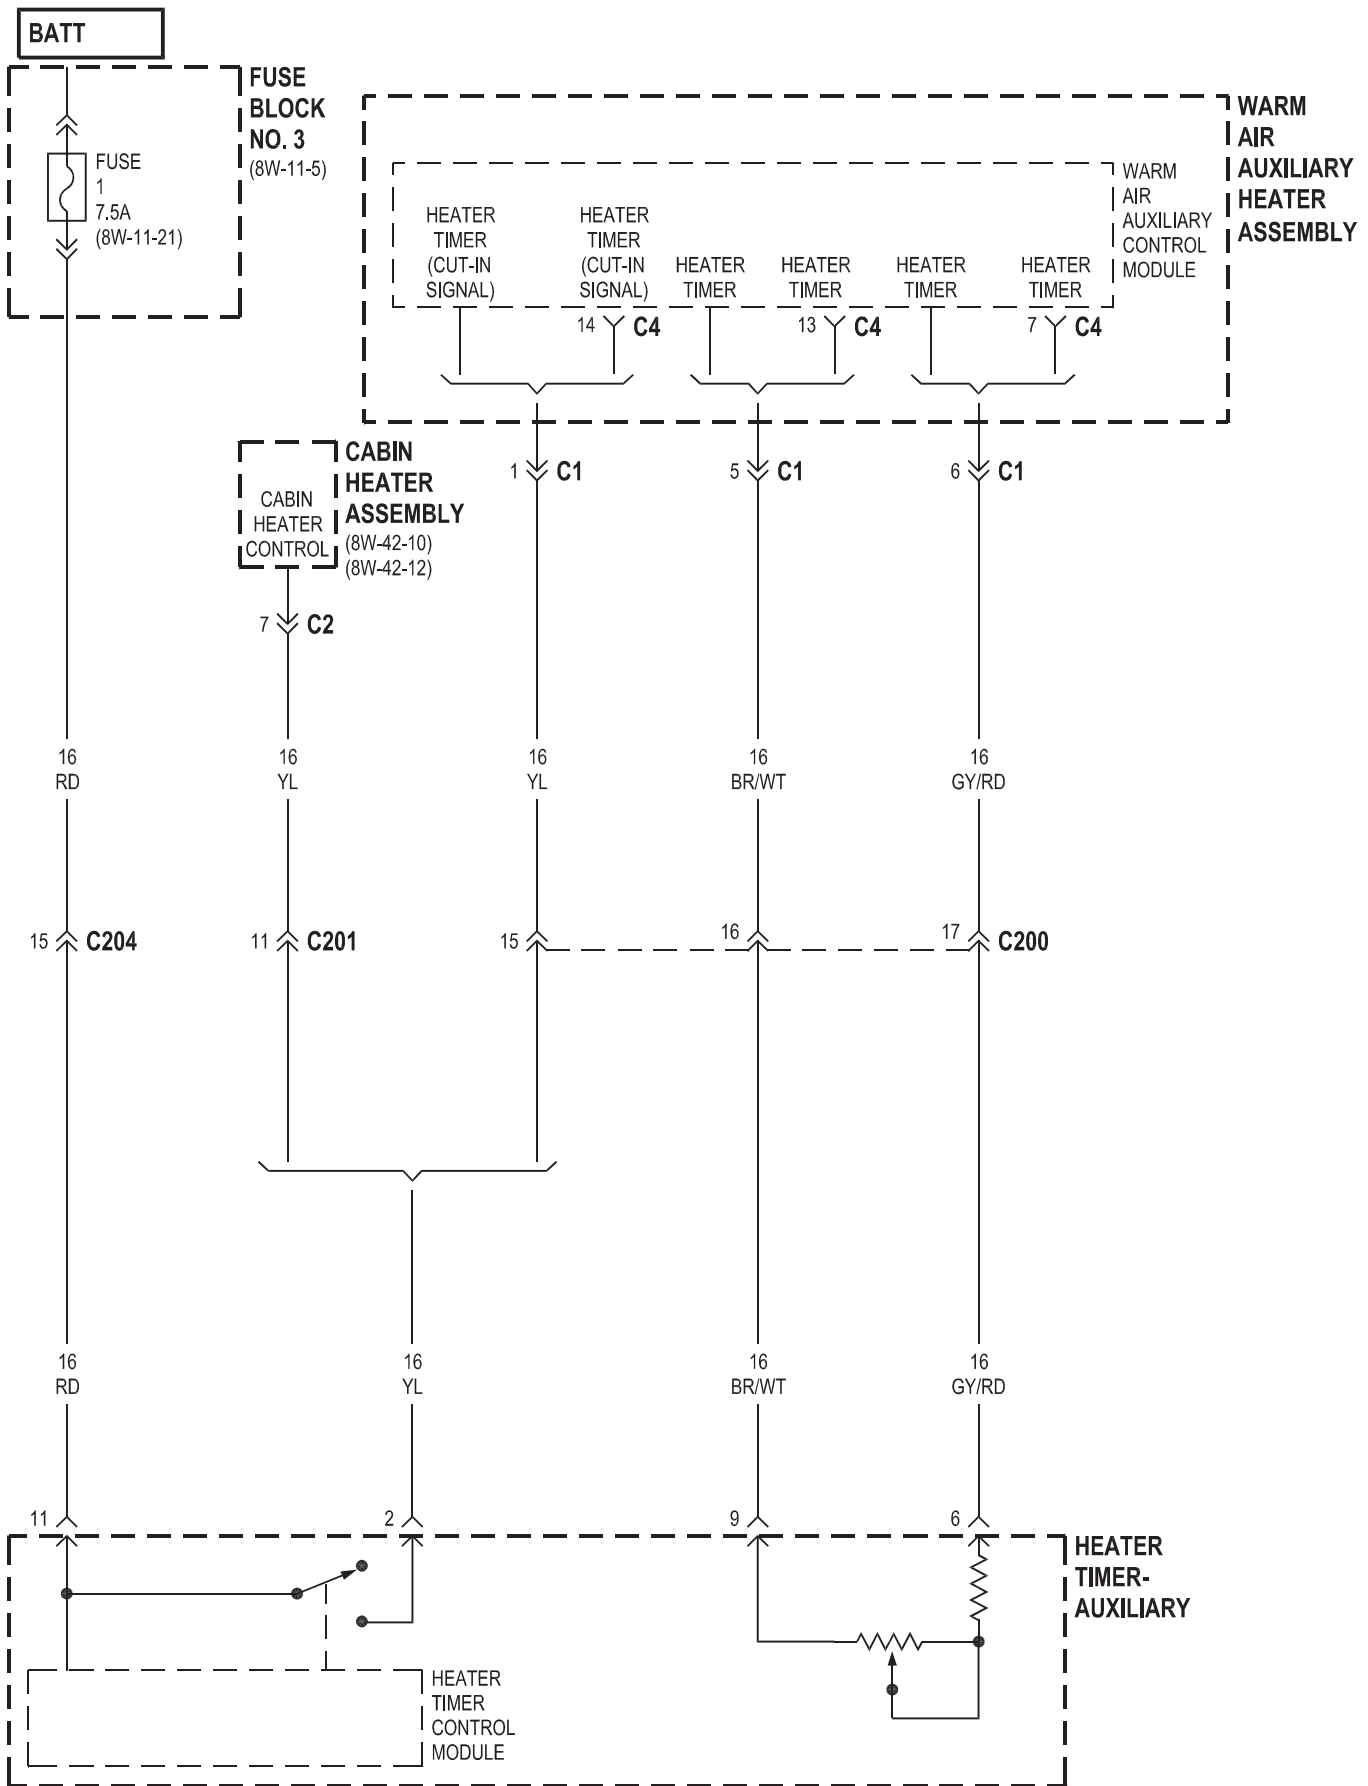 BATT
FUSE
BLOCK
NO. 3
(8W-11-5)
FUSE
1
7.5A
(8W-11-21)
WARM
AIR
AUXILIARY
HEATER
ASSEMBLY
WARM
AIR
AUXILIARY
CONTROL
MODULE
HEATER
TIMER
(CUT-IN
SIGNAL)
HEATER
TIMER
(CUT-IN
SIGNAL)
HEATER
TIMER
HEATER
TIMER
HEATER
TIMER
HEATER
TIMER
14 C4
13 C4
7 C4
CABIN
HEATER
ASSEMBLY
(8W-42-10)
(8W-42-12)
CABIN
HEATER
CONTROL
1 C1
5 C1
6 C1
7 C2
16
RD
16
YL
16
YL
16
BR/WT
16
GY/RD
15 C204
11 C201
15
16
17 C200
16
RD
16
YL
16
BR/WT
16
GY/RD
11
2
9
6
HEATER
TIMER-
AUXILIARY
HEATER
TIMER
CONTROL
MODULE